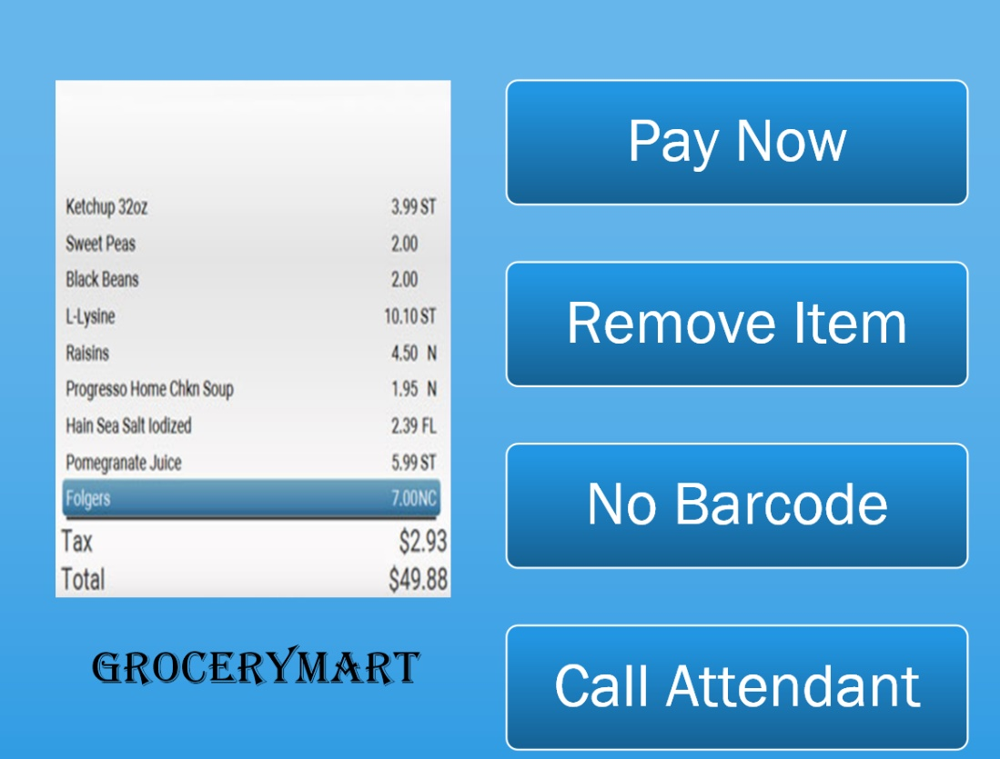 Ketchup 32oz 3.99 ST
Sweet Peas 2.00
Black Beans 2.00
L-Lysine 10.10 ST
Raisins 4.50 N
Progresso Home Chkn Soup 1.95 N
Hain Sea Salt Iodized 2.39 FL
Pomegranate Juice 5.99 ST
Folgers 7.00NC
Tax $2.93
Total $49.88
GROCERYMART
Pay Now
Remove Item
No Barcode
Call Attendant